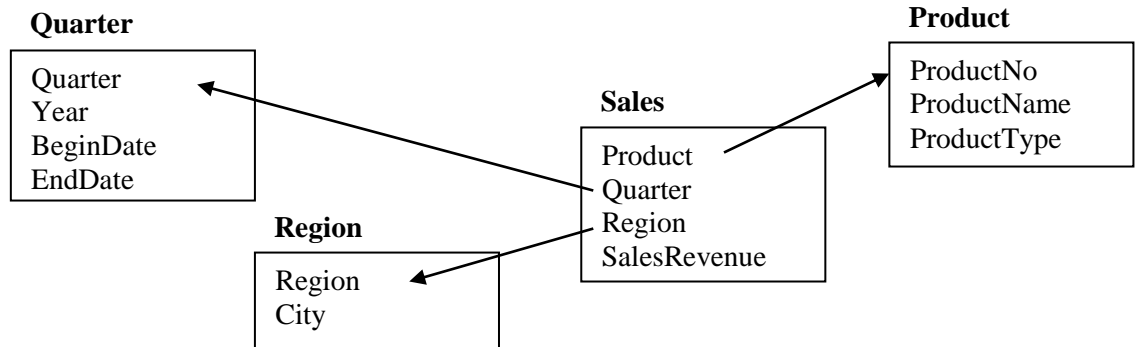 Quarter
Quarter
Year
BeginDate
EndDate
Region
Region
City
Sales
Product
Quarter
Region
SalesRevenue
Product
ProductNo
ProductName
ProductType